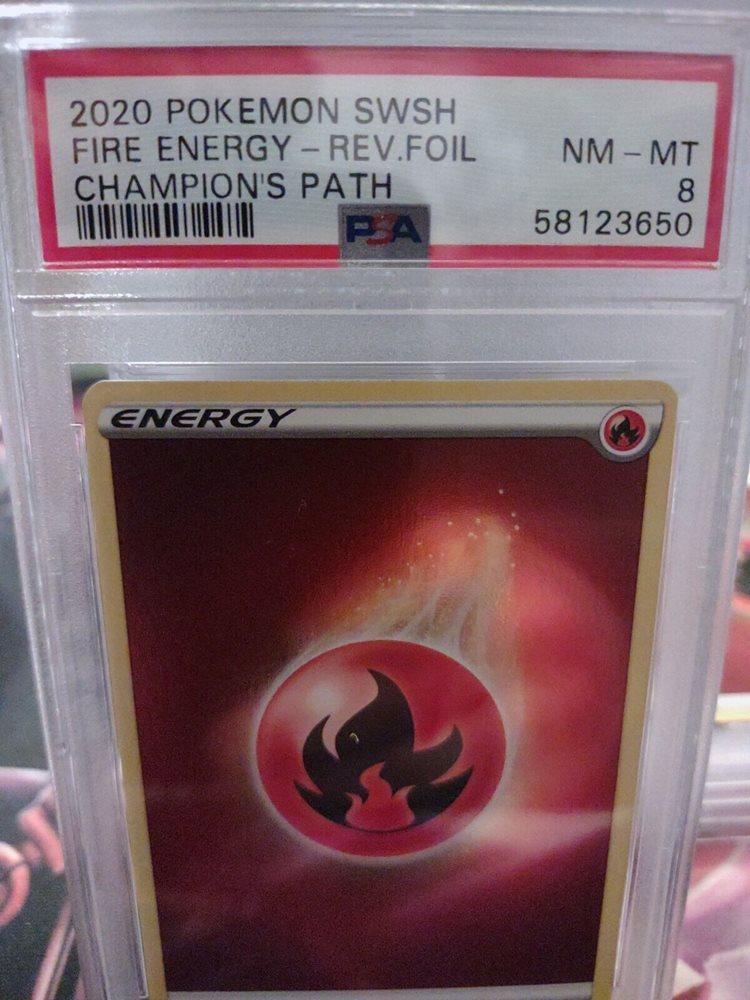 2020 POKEMON SWSH
FIRE ENERGY – REV.FOIL NM – MT
CHAMPION'S PATH 8
PSA 58123650
ENERGY